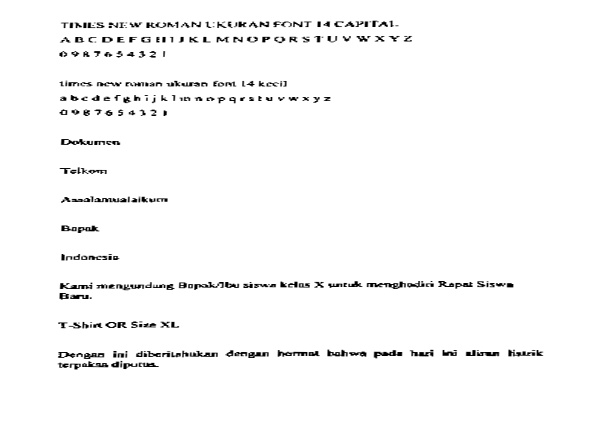 TIMES NEW ROMAN UKURAN FONT 14 CAPITAL
A B C D E F G H I J K L M N O P Q R S T U V W X Y Z
0 9 8 7 6 5 4 3 2 1
times new roman ukuran font 14 kecil
a b c d e f g h i j k l m n o p q r s t u v w x y z
0 9 8 7 6 5 4 3 2 1
Dokumen
Telkom
Assalamualaikum
Bapak
Indonesia
Kami mengundang Bapak/Ibu siswa kelas X untuk menghadiri Rapat Siswa
Baru.
T-Shirt OR Size XL
Dengan ini diberitahukan dengan hormat bahwa pada hari ini aliran listrik
terpaksa diputus.